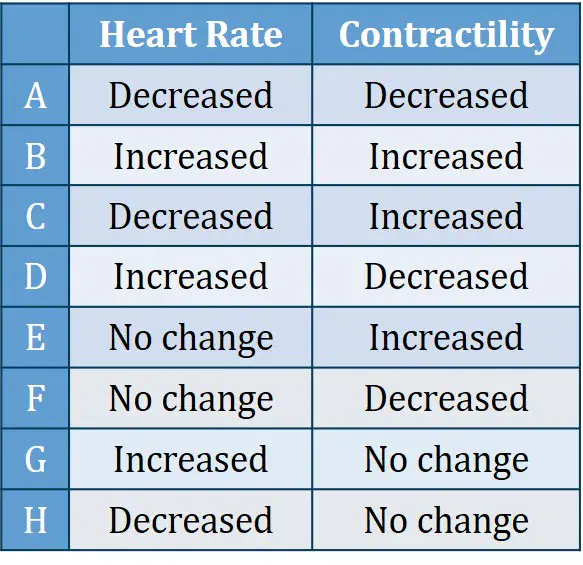 Heart Rate Contractility
A Decreased Decreased
B Increased Increased
C Decreased Increased
D Increased Decreased
E No change Increased
F No change Decreased
G Increased No change
H Decreased No change